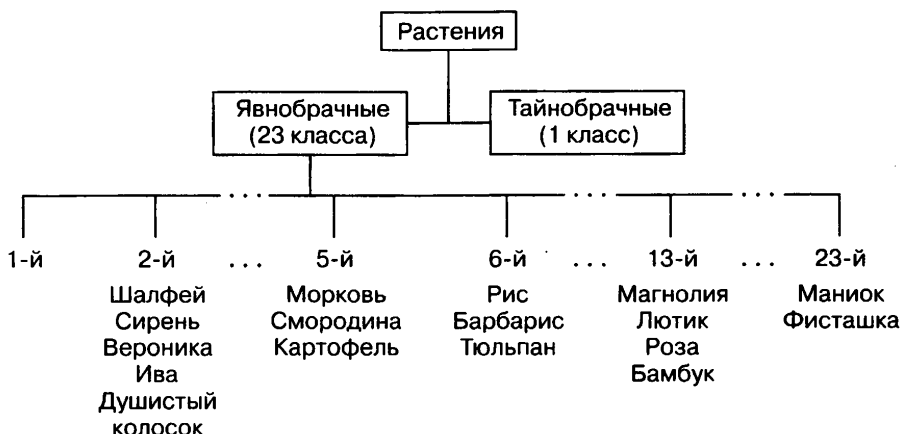 Растения
Явнобрачные
(23 класса)
Тайнобрачные
(1 класс)
... ... ...
1-й 2-й ... 5-й 6-й ... 13-й ... 23-й
Шалфей
Сирень
Вероника
Ива
Душистый
колосок
Морковь
Смородина
Картофель
Рис
Барбарис
Тюльпан
Магнолия
Лютик
Роза
Бамбук
Маниок
Фисташка